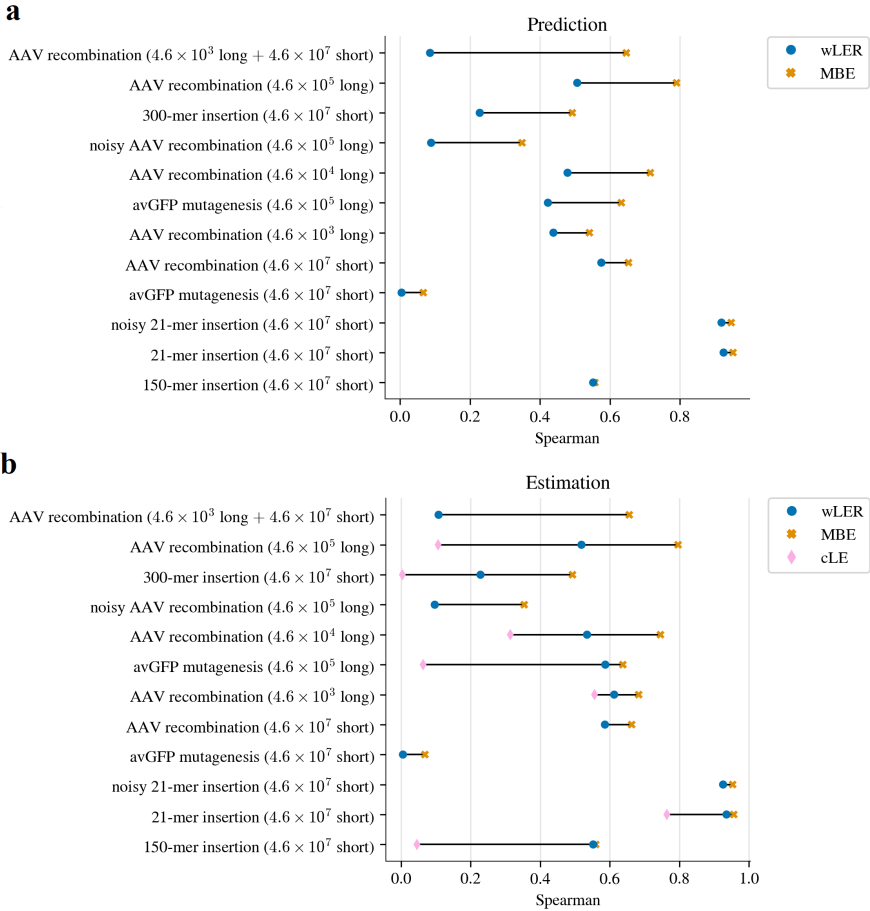 a
Prediction
AAV recombination (4.6 × 10³ long + 4.6 × 10⁷ short)
AAV recombination (4.6 × 10⁵ long)
300-mer insertion (4.6 × 10⁷ short)
noisy AAV recombination (4.6 × 10⁵ long)
AAV recombination (4.6 × 10⁴ long)
avGFP mutagenesis (4.6 × 10⁵ long)
AAV recombination (4.6 × 10³ long)
AAV recombination (4.6 × 10⁷ short)
avGFP mutagenesis (4.6 × 10⁷ short)
noisy 21-mer insertion (4.6 × 10⁷ short)
21-mer insertion (4.6 × 10⁷ short)
150-mer insertion (4.6 × 10⁷ short)
0.0 0.2 0.4 0.6 0.8
Spearman
wLER
MBE
b
Estimation
AAV recombination (4.6 × 10³ long + 4.6 × 10⁷ short)
AAV recombination (4.6 × 10⁵ long)
300-mer insertion (4.6 × 10⁷ short)
noisy AAV recombination (4.6 × 10⁵ long)
AAV recombination (4.6 × 10⁴ long)
avGFP mutagenesis (4.6 × 10⁵ long)
AAV recombination (4.6 × 10³ long)
AAV recombination (4.6 × 10⁷ short)
avGFP mutagenesis (4.6 × 10⁷ short)
noisy 21-mer insertion (4.6 × 10⁷ short)
21-mer insertion (4.6 × 10⁷ short)
150-mer insertion (4.6 × 10⁷ short)
0.0 0.2 0.4 0.6 0.8 1.0
Spearman
wLER
MBE
cLE